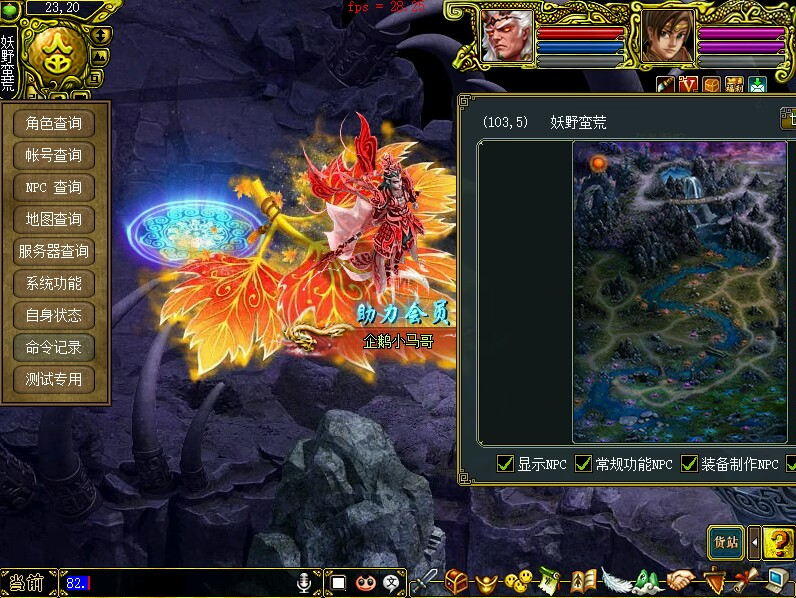 23,20
fps = 28.
妖野蛮荒
角色查询
帐号查询
NPC 查询
地图查询
服务器查询
系统功能
自身状态
命令记录
测试专用
助力会员
企鹅小马哥
(103,5) 妖野蛮荒
显示NPC 常规功能NPC 装备制作NPC
货站
当前 82.